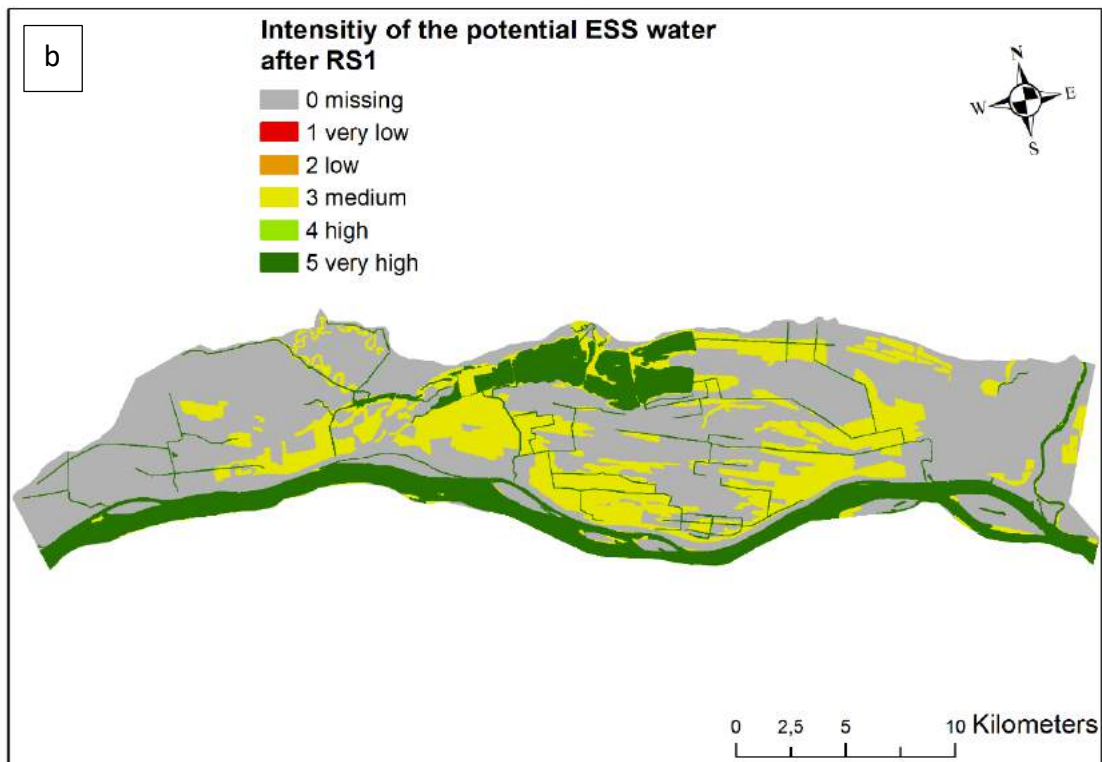 b
Intensitiy of the potential ESS water
after RS1
0 missing
1 very low
2 low
3 medium
4 high
5 very high
N
W E
S
0 2,5 5 10 Kilometers